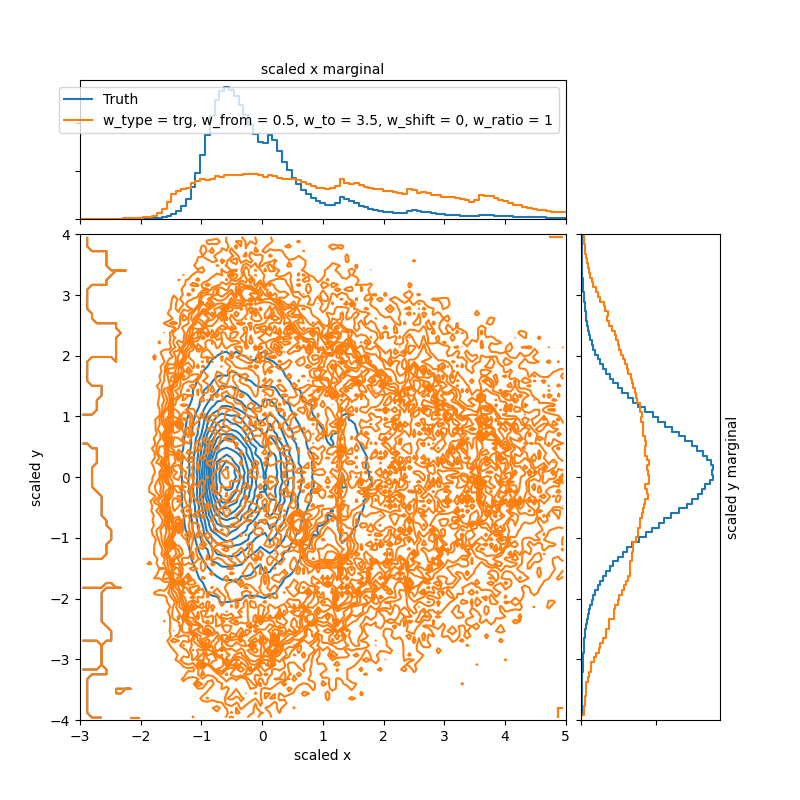 scaled x marginal
Truth
w_type = trg, w_from = 0.5, w_to = 3.5, w_shift = 0, w_ratio = 1
4
3
2
1
0
−1
−2
−3
−4
scaled y
scaled y marginal
−3 −2 −1 0 1 2 3 4 5
scaled x